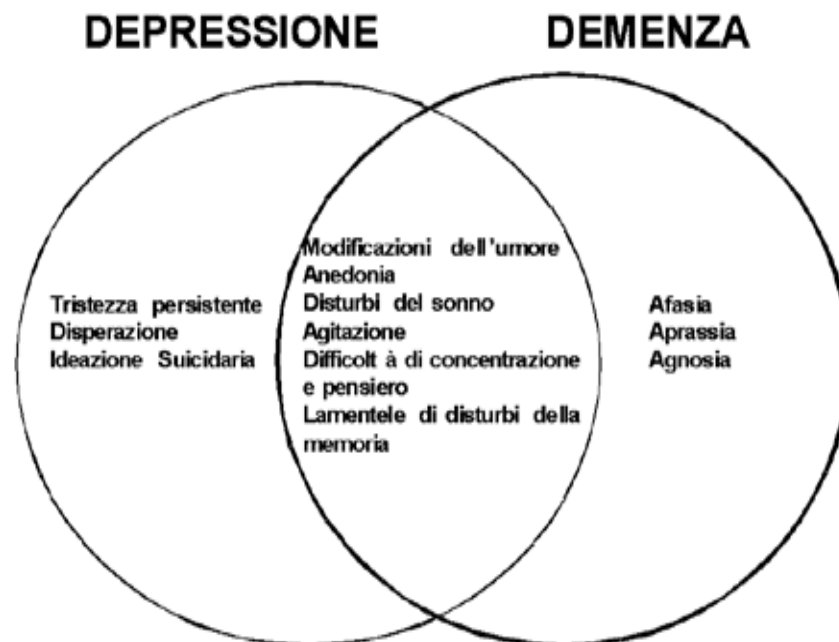 DEPRESSIONE
DEMENZA
Tristezza persistente
Disperazione
Ideazione Suicidaria
Modificazioni dell'umore
Anedonia
Disturbi del sonno
Agitazione
Difficolt à di concentrazione
e pensiero
Lamentele di disturbi della
memoria
Afasia
Aprassia
Agnosia